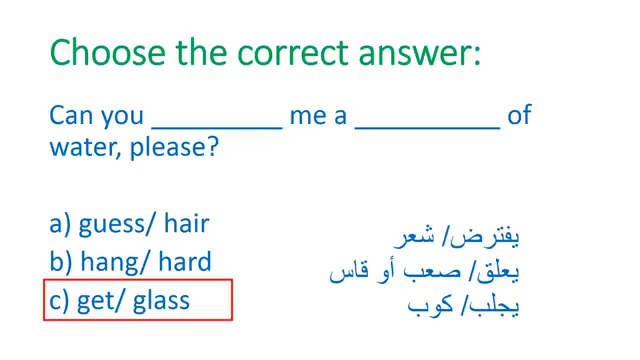 Choose the correct answer:
Can you _________ me a __________ of
water, please?
a) guess/ hair
يفترض/ شعر
b) hang/ hard
يعلق/ صعب أو قاس
c) get/ glass
يجلب/ كوب